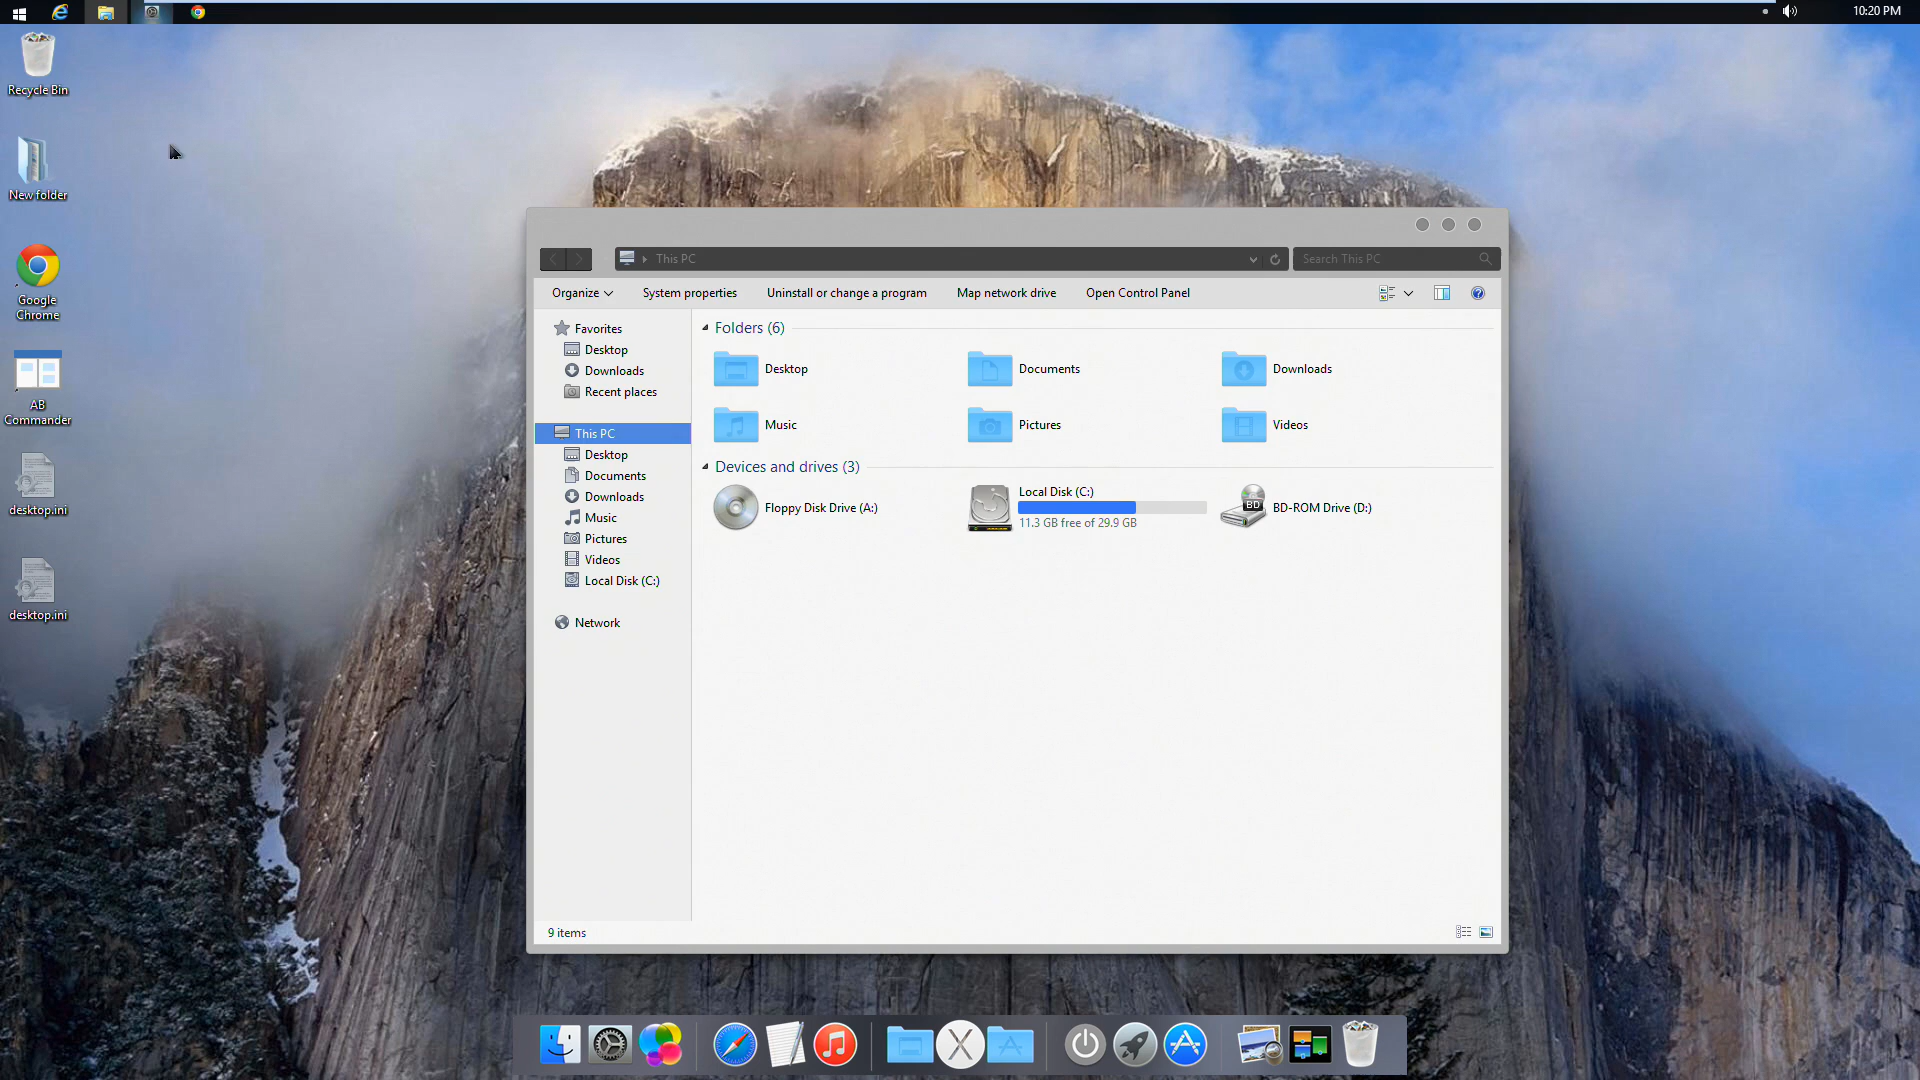 10:20 PM
Recycle Bin
New folder
Google
Chrome
AB
Commander
desktop.ini
desktop.ini
This PC
Search This PC
Organize
System properties
Uninstall or change a program
Map network drive
Open Control Panel
Favorites
Desktop
Downloads
Recent places
This PC
Desktop
Documents
Downloads
Music
Pictures
Videos
Local Disk (C:)
Network
Folders (6)
Desktop
Documents
Downloads
Music
Pictures
Videos
Devices and drives (3)
Floppy Disk Drive (A:)
Local Disk (C:)
11.3 GB free of 29.9 GB
BD
BD-ROM Drive (D:)
9 items